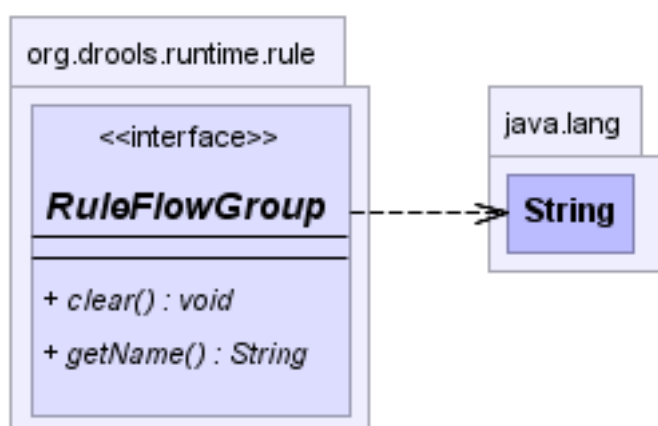 org.drools.runtime.rule
<<interface>>
RuleFlowGroup
+ clear() : void
+ getName() : String
java.lang
String